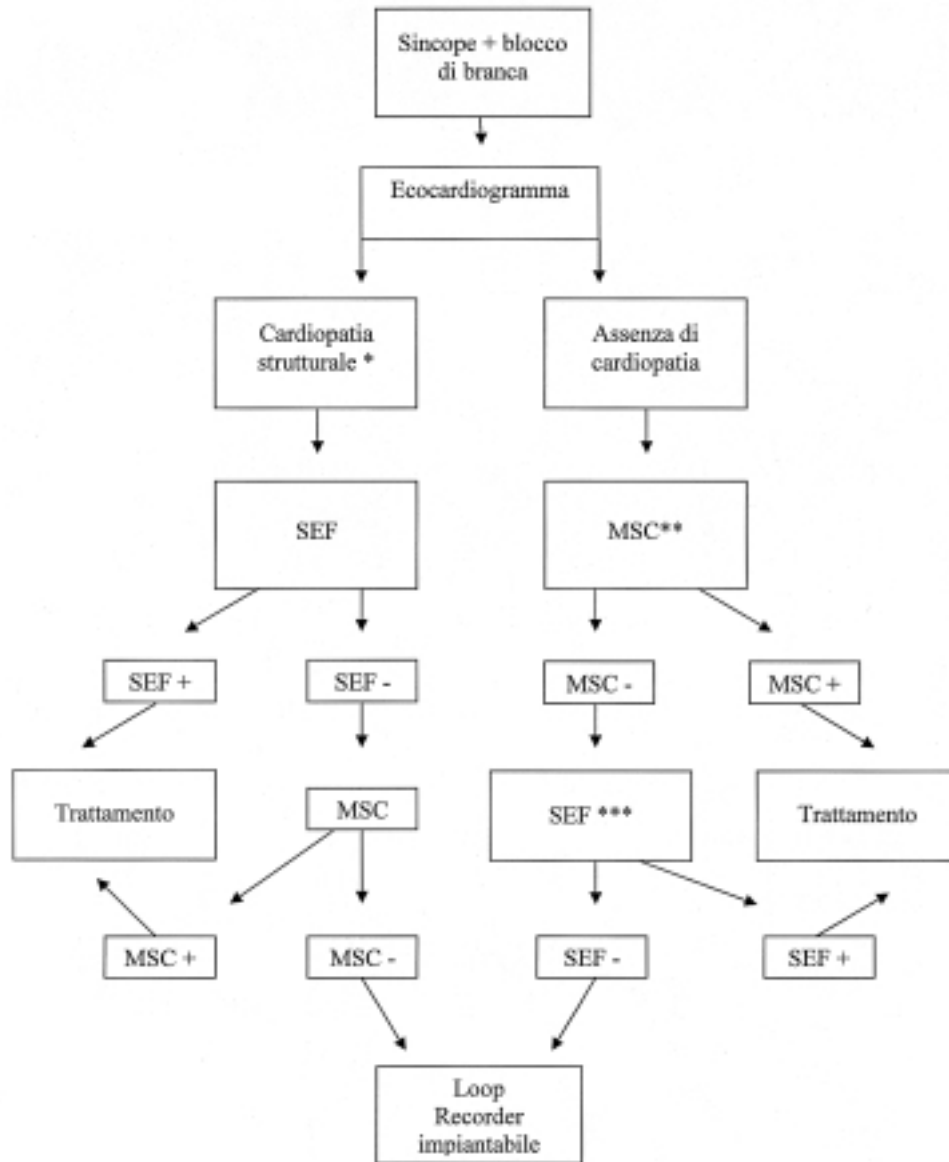 Sincope + blocco
di branca
Ecocardiogramma
Cardiopatia
strutturale *
Assenza di
cardiopatia
SEF
MSC**
SEF +
SEF -
MSC -
MSC +
Trattamento
MSC
SEF ***
Trattamento
MSC +
MSC -
SEF -
SEF +
Loop
Recorder
impiantabile